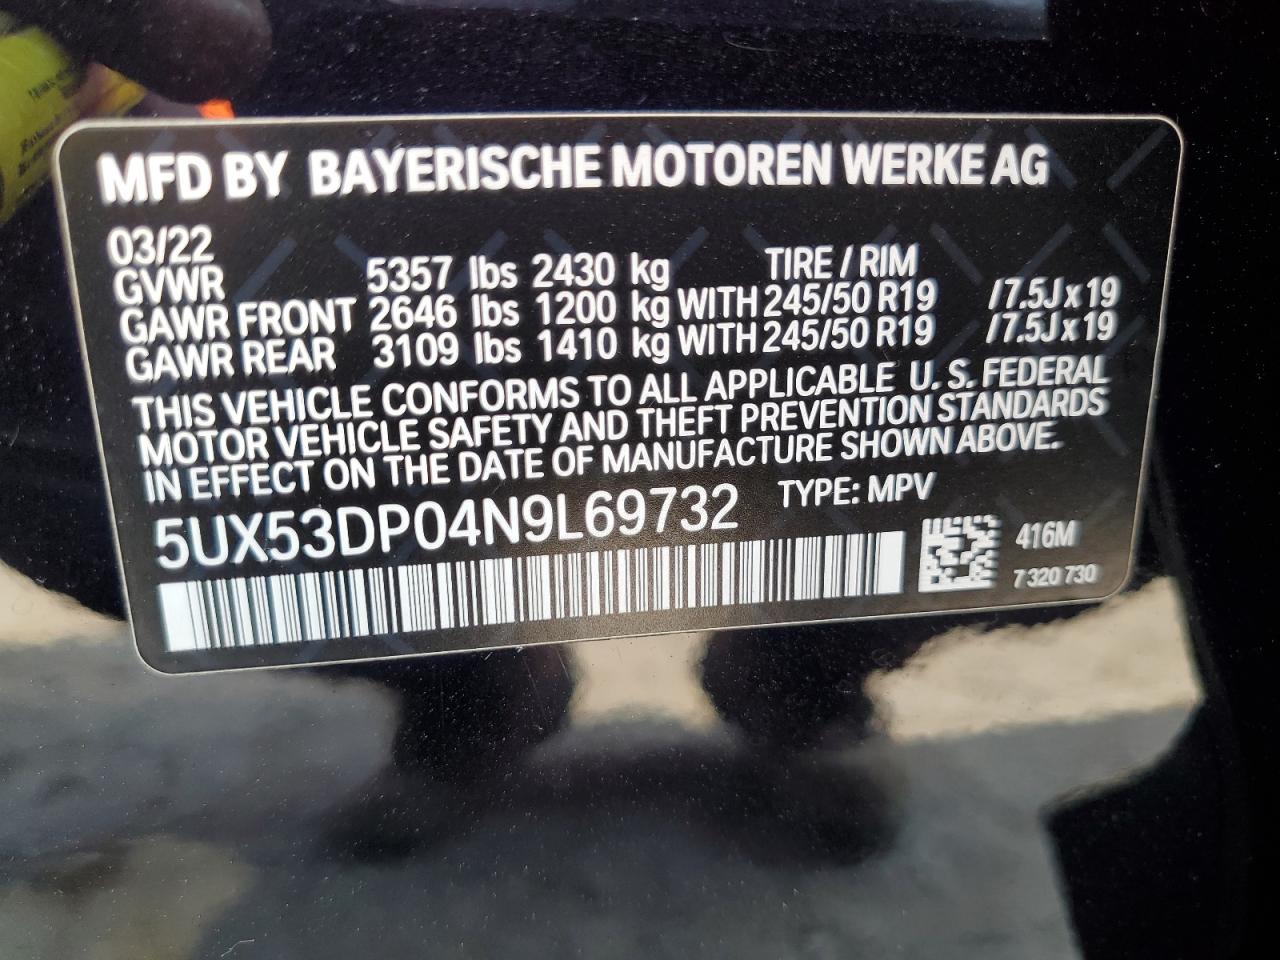 MFD BY BAYERISCHE MOTOREN WERKE AG
03/22
GVWR 5357 lbs 2430 kg TIRE / RIM
GAWR FRONT 2646 lbs 1200 kg WITH 245/50 R19 /7.5J x 19
GAWR REAR 3109 lbs 1410 kg WITH 245/50 R19 /7.5J x 19
THIS VEHICLE CONFORMS TO ALL APPLICABLE U. S. FEDERAL
MOTOR VEHICLE SAFETY AND THEFT PREVENTION STANDARDS
IN EFFECT ON THE DATE OF MANUFACTURE SHOWN ABOVE.
5UX53DP04N9L69732 TYPE: MPV
416M
7 320 730